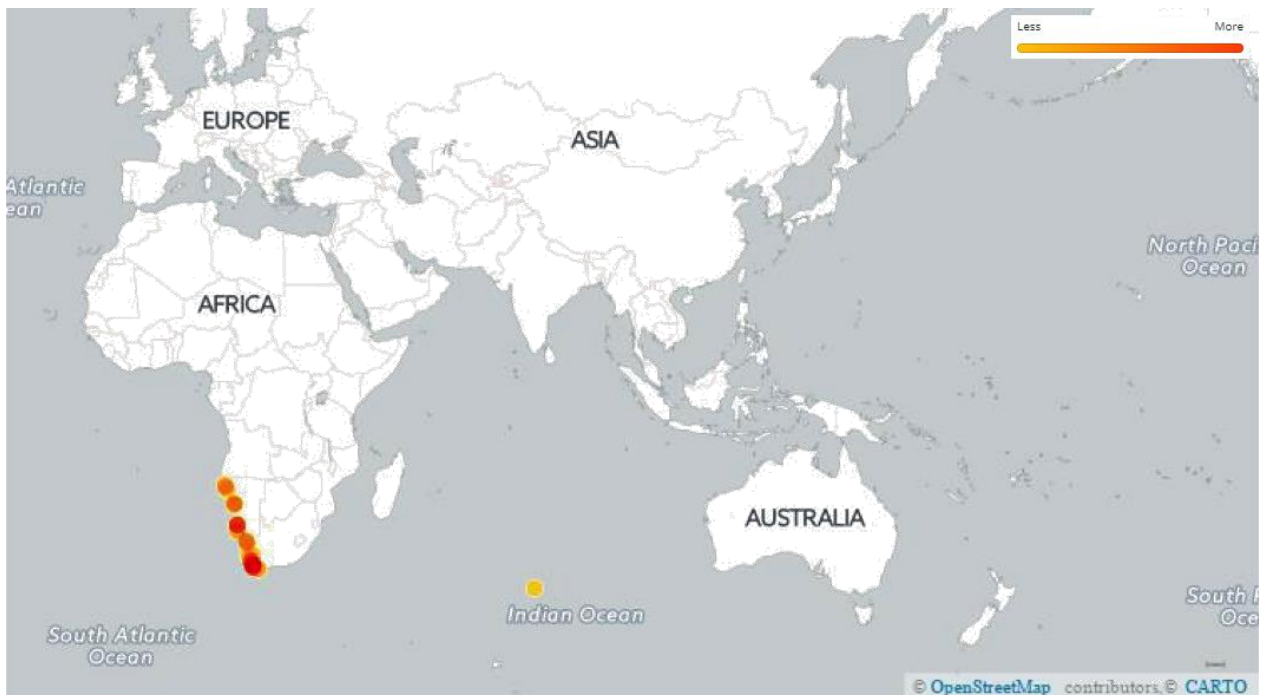 Less More
EUROPE
ASIA
Atlantic
ean
North Paci
Ocean
AFRICA
AUSTRALIA
Indian Ocean
South P
Oce
South Atlantic
Ocean
© OpenStreetMap contributors, © CARTO